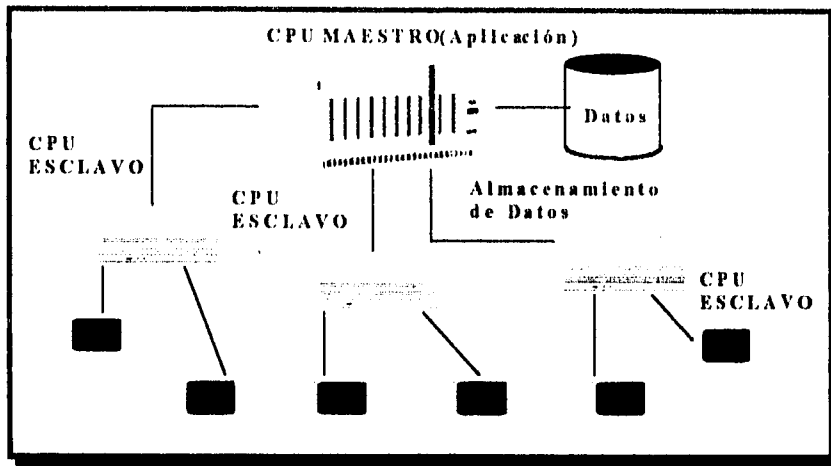 CPU MAESTRO(Aplicación)
Datos
CPU
ESCLAVO
CPU
ESCLAVO
Almacenamiento
de Datos
CPU
ESCLAVO